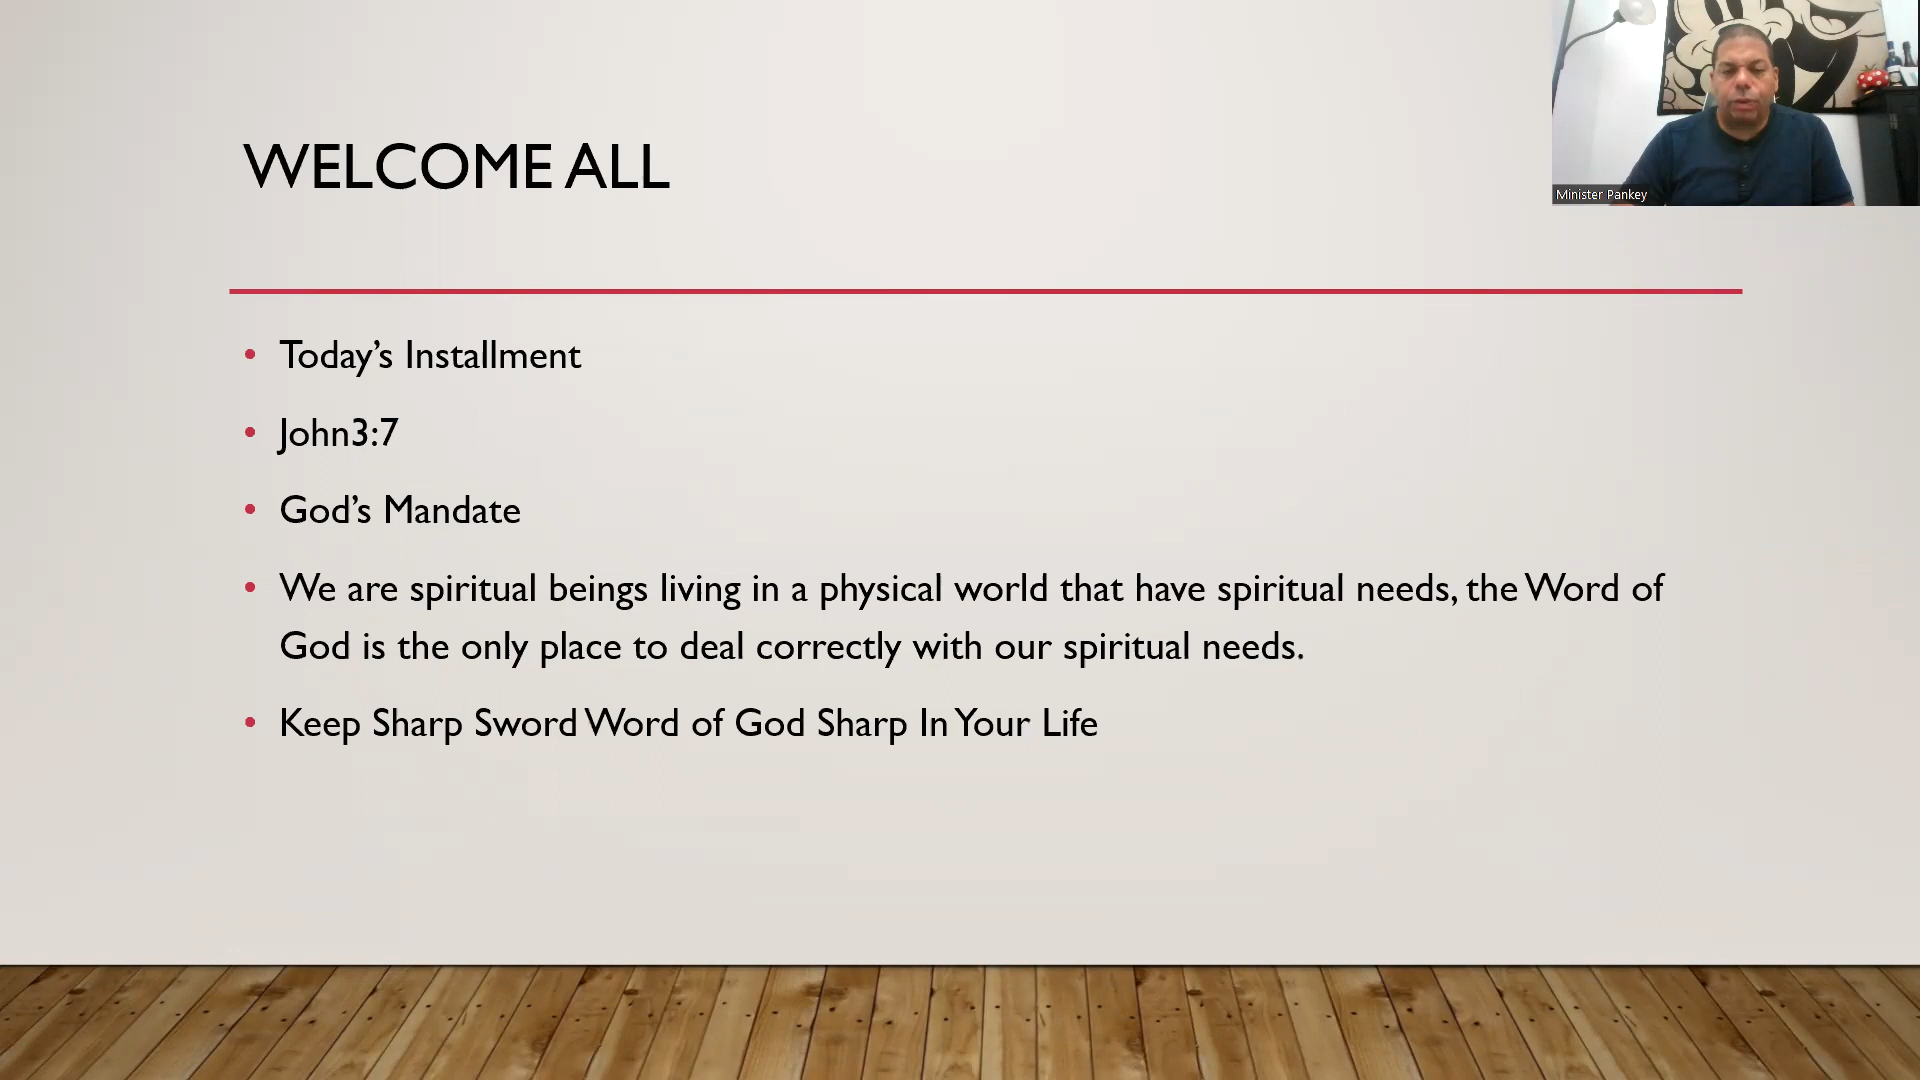 WELCOME ALL
Minister Pankey
• Today’s Installment
• John3:7
• God’s Mandate
• We are spiritual beings living in a physical world that have spiritual needs, the Word of
God is the only place to deal correctly with our spiritual needs.
• Keep Sharp Sword Word of God Sharp In Your Life